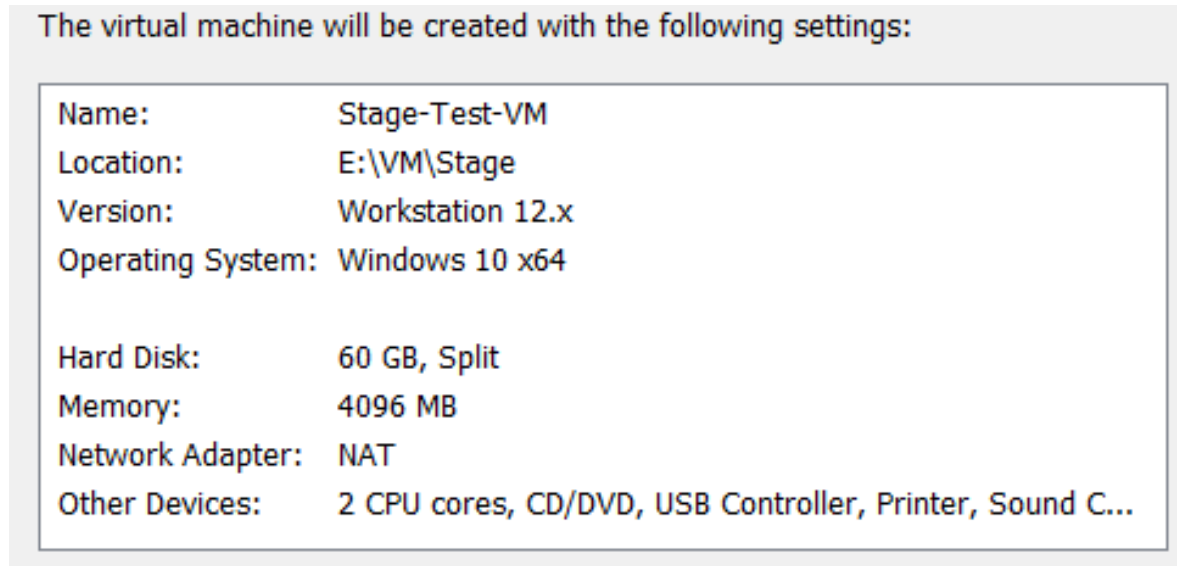 The virtual machine will be created with the following settings:
Name: Stage-Test-VM
Location: E:\VM\Stage
Version: Workstation 12.x
Operating System: Windows 10 x64
Hard Disk: 60 GB, Split
Memory: 4096 MB
Network Adapter: NAT
Other Devices: 2 CPU cores, CD/DVD, USB Controller, Printer, Sound C...